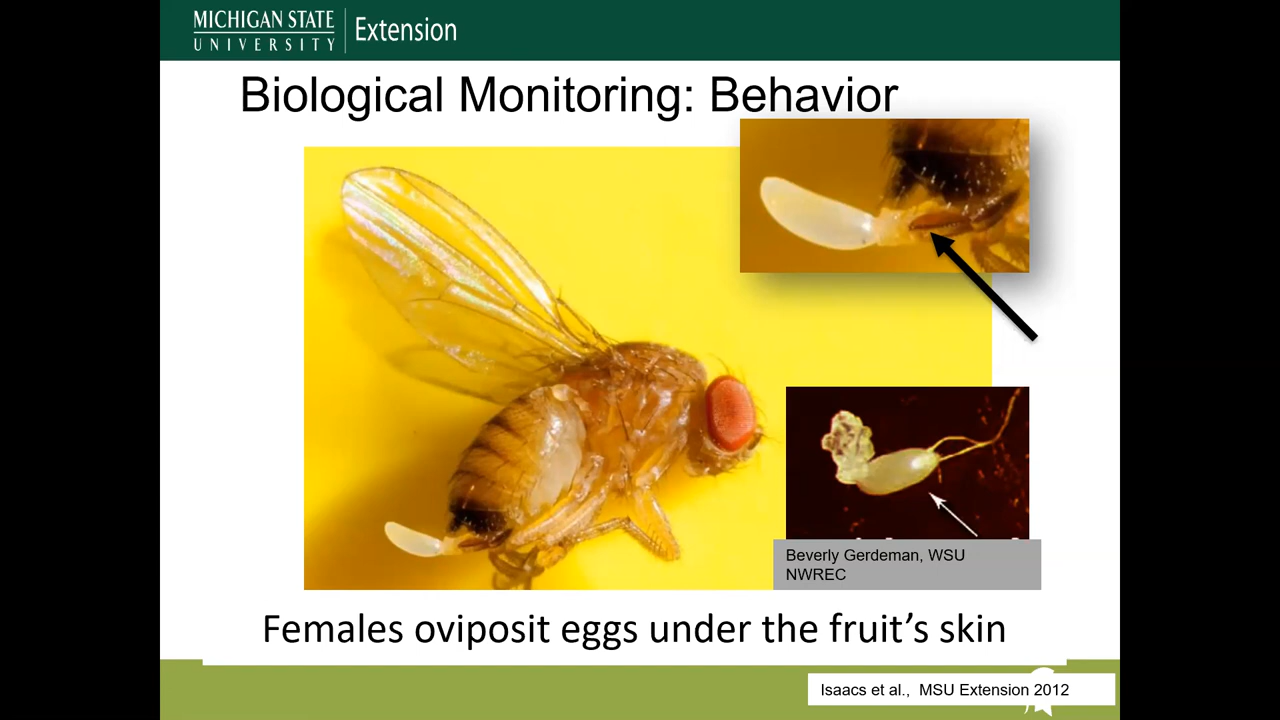 MICHIGAN STATE
UNIVERSITY
Extension
Biological Monitoring: Behavior
Beverly Gerdeman, WSU
NWREC
Females oviposit eggs under the fruit's skin
Isaacs et al., MSU Extension 2012